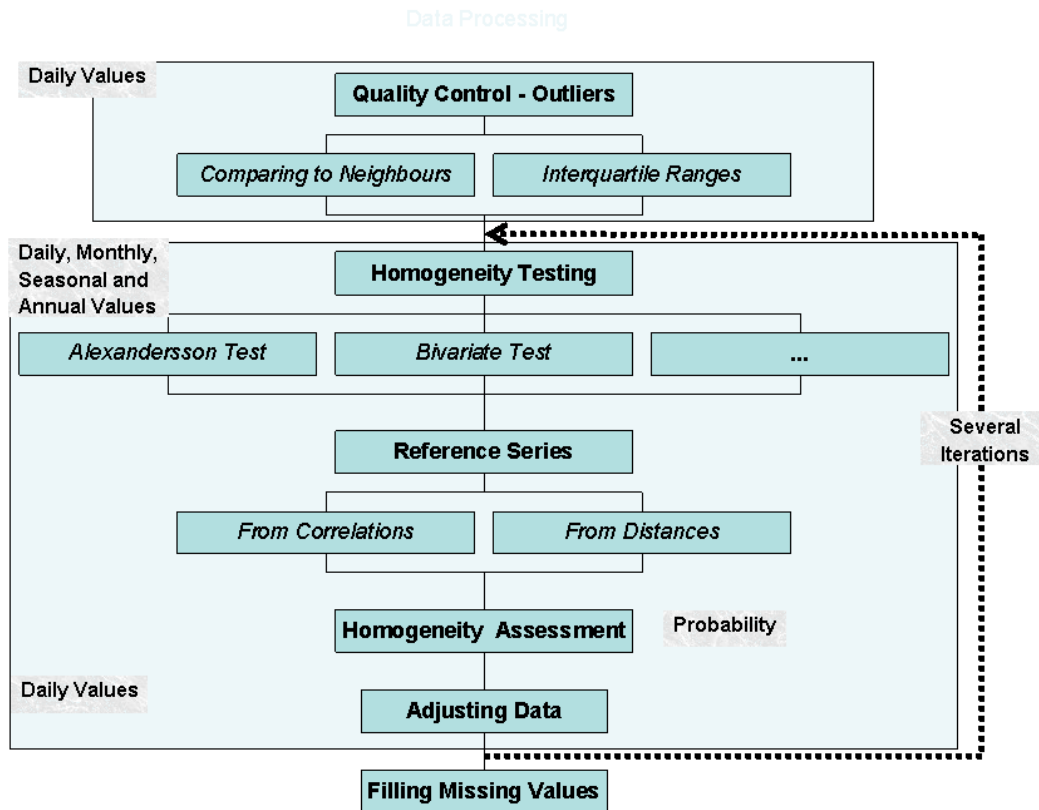 Data Processing
Daily Values
Quality Control - Outliers
Comparing to Neighbours
Interquartile Ranges
Daily, Monthly,
Seasonal and
Annual Values
Homogeneity Testing
Alexandersson Test
Bivariate Test
...
Reference Series
Several
Iterations
From Correlations
From Distances
Homogeneity Assessment
Probability
Daily Values
Adjusting Data
Filling Missing Values